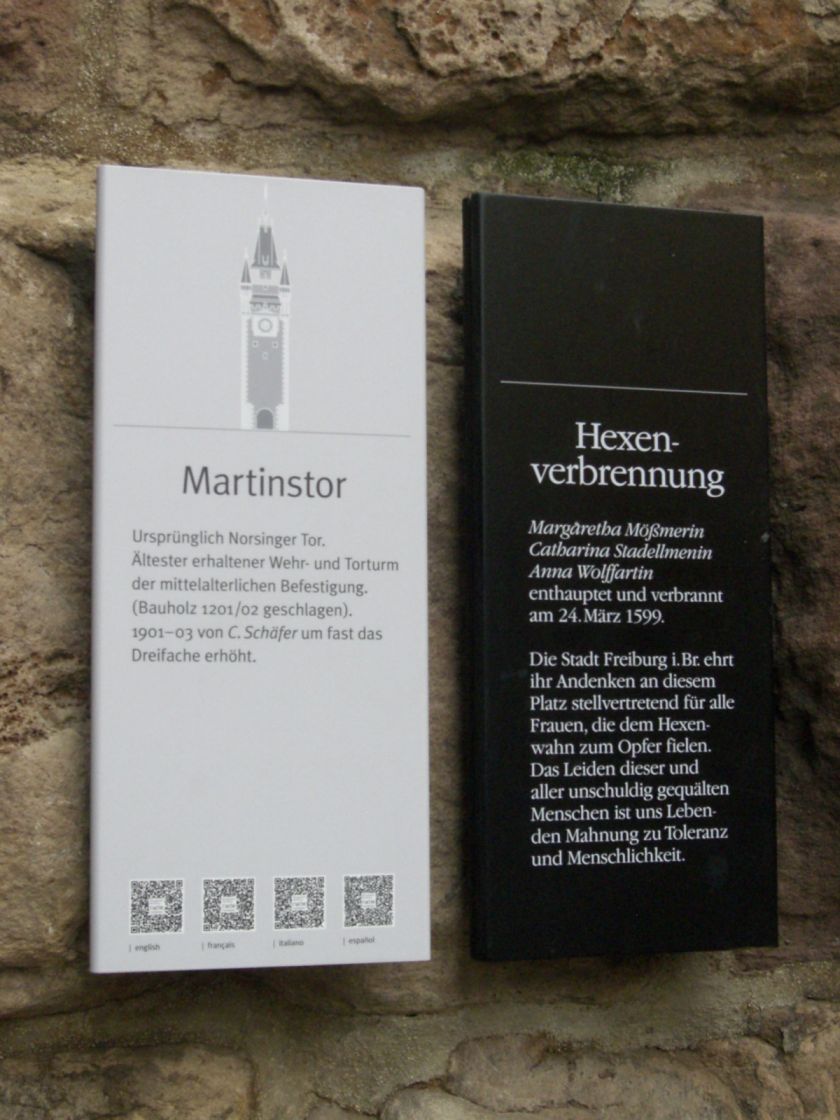 Martinstor
Ursprünglich Norsinger Tor.
Ältester erhaltener Wehr- und Torturm
der mittelalterlichen Befestigung.
(Bauholz 1201/02 geschlagen).
1901–03 von C. Schäfer um fast das
Dreifache erhöht.
| english
| français
| italiano
| español
Hexen-
verbrennung
Margaretha Mößmerin
Catharina Stadellmenin
Anna Wolffartin
enthauptet und verbrannt
am 24. März 1599.
Die Stadt Freiburg i. Br. ehrt
ihr Andenken an diesem
Platz stellvertretend für alle
Frauen, die dem Hexen-
wahn zum Opfer fielen.
Das Leiden dieser und
aller unschuldig gequälten
Menschen ist uns Leben-
den Mahnung zu Toleranz
und Menschlichkeit.